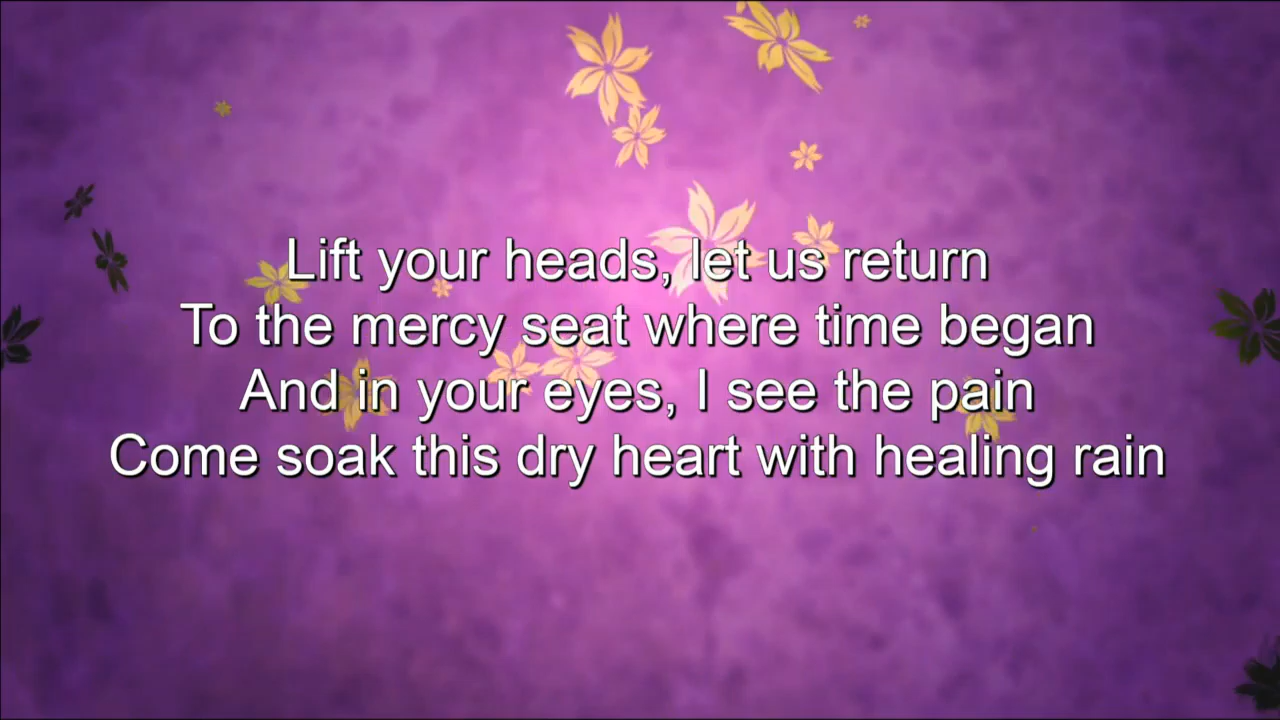 Lift your heads, let us return
To the mercy seat where time began
And in your eyes, I see the pain
Come soak this dry heart with healing rain